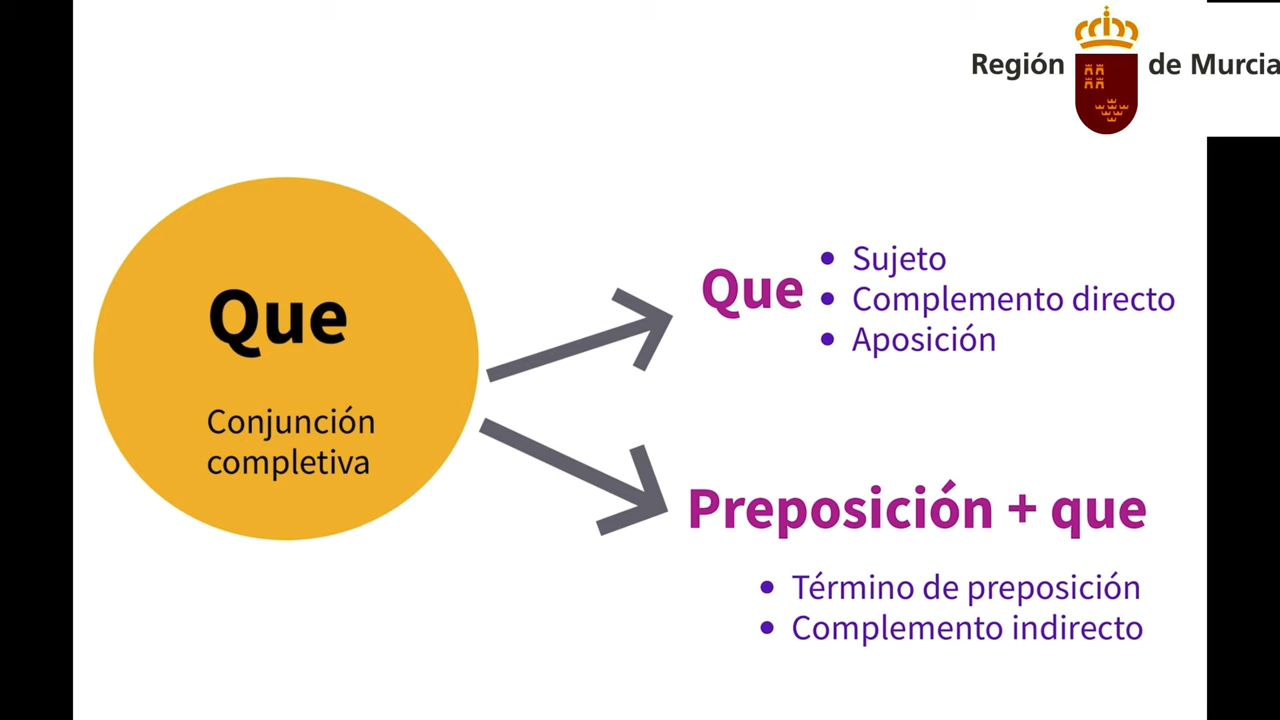 Región de Murcia
Que
Conjunción
completiva
Que
Sujeto
Complemento directo
Aposición
Preposición + que
Término de preposición
Complemento indirecto